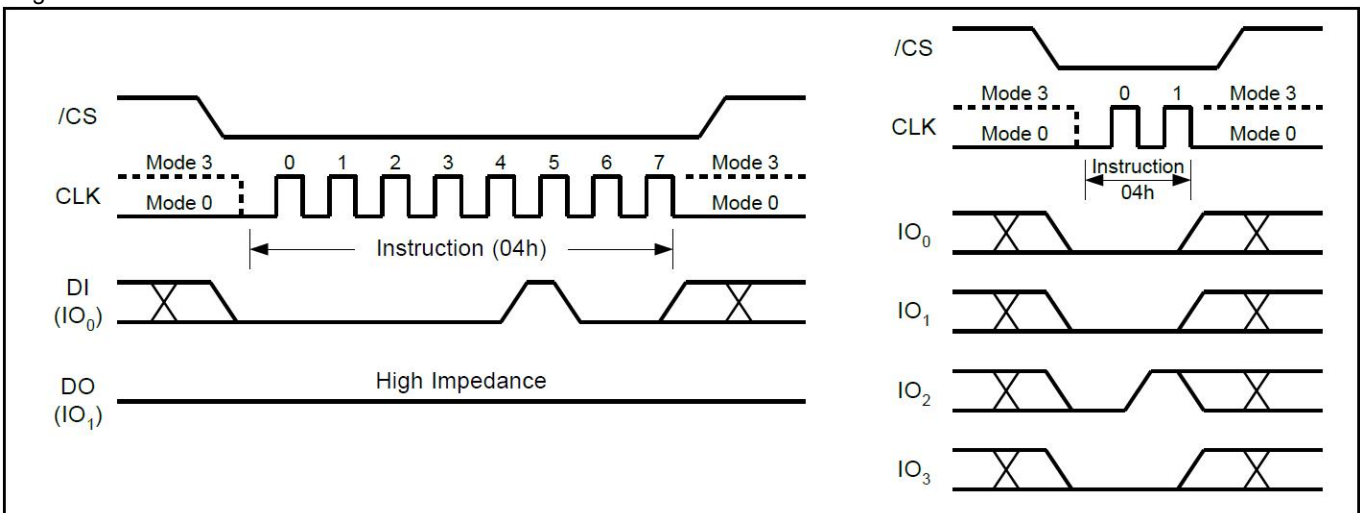 /CS
Mode 3 0 1 2 3 4 5 6 7 Mode 3
CLK
Mode 0 Mode 0
Instruction (04h)
DI
(IO0)
High Impedance
DO
(IO1)
/CS
Mode 3 0 1 Mode 3
CLK
Mode 0 Mode 0
Instruction
04h
IO0
IO1
IO2
IO3